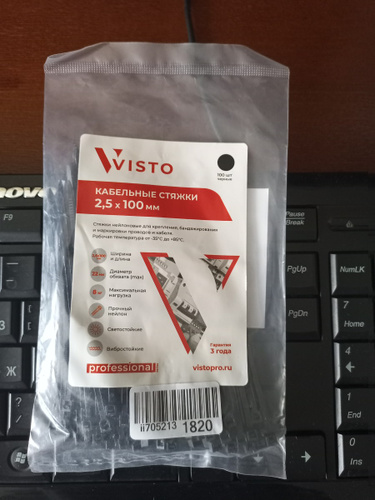 VISTO
100 шт
КАБЕЛЬНЫЕ СТЯЖКИ
2,5 x 100 мм
Стяжки нейлоновые для крепления, бандажирования
и маркировки проводов и кабеля.
Рабочая температура от -30°С до +80°С.
Ширина
и длина
Диаметр
обхвата (max)
Максимальная
нагрузка
Прочный
нейлон
Светостойкие
Вибростойкие
Гарантия
3 года
professional
vistopro.ru
ii705213 1820
F9
Pause
Break
PgUp
PgDn
NumLK
7
Home
4
1
End
0
Ins
Ж